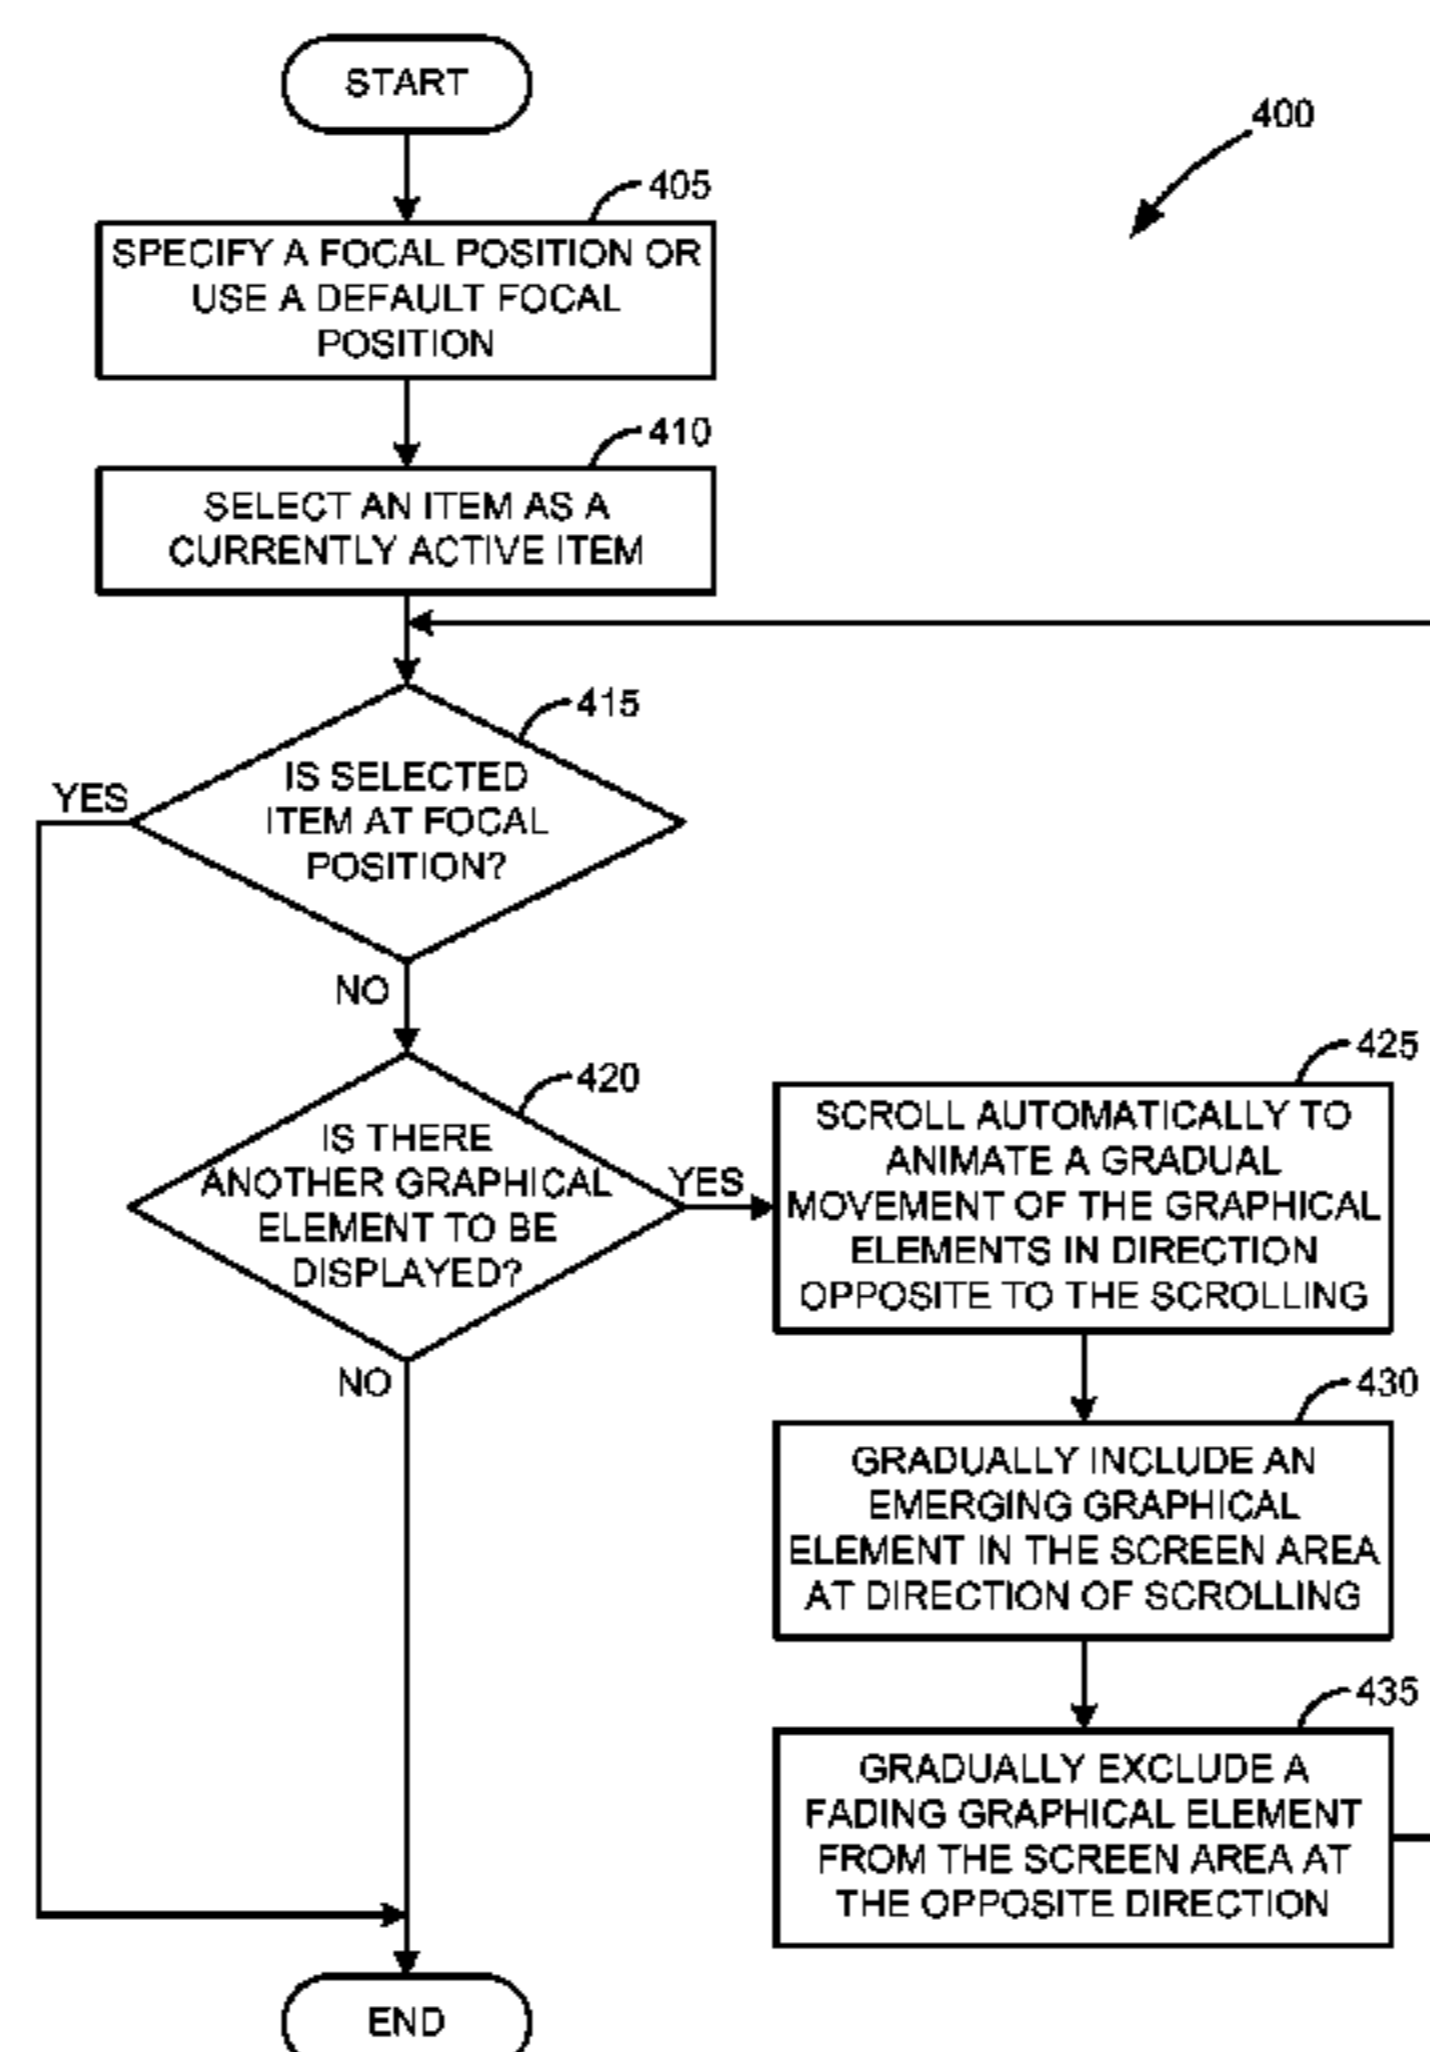 START
400
405
SPECIFY A FOCAL POSITION OR
USE A DEFAULT FOCAL
POSITION
410
SELECT AN ITEM AS A
CURRENTLY ACTIVE ITEM
415
YES
IS SELECTED
ITEM AT FOCAL
POSITION?
NO
420
IS THERE
ANOTHER GRAPHICAL
ELEMENT TO BE
DISPLAYED?
YES
NO
425
SCROLL AUTOMATICALLY TO
ANIMATE A GRADUAL
MOVEMENT OF THE GRAPHICAL
ELEMENTS IN DIRECTION
OPPOSITE TO THE SCROLLING
430
GRADUALLY INCLUDE AN
EMERGING GRAPHICAL
ELEMENT IN THE SCREEN AREA
AT DIRECTION OF SCROLLING
435
GRADUALLY EXCLUDE A
FADING GRAPHICAL ELEMENT
FROM THE SCREEN AREA AT
THE OPPOSITE DIRECTION
END